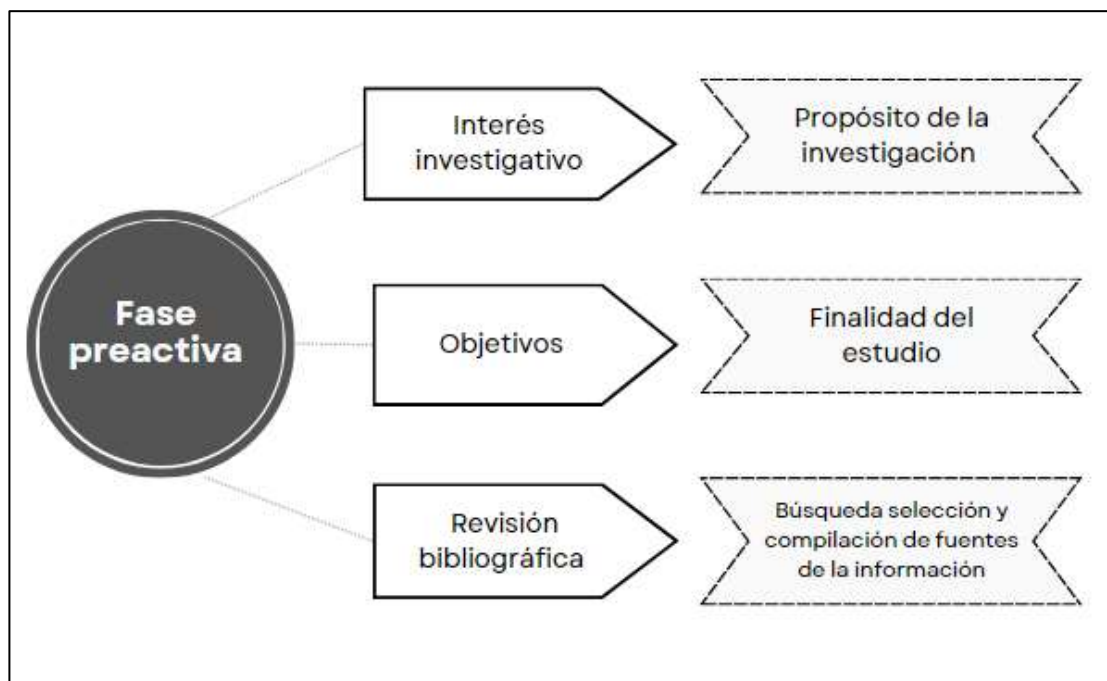 Fase
preactiva
Interés
investigativo
Propósito de la
investigación
Objetivos
Finalidad del
estudio
Revisión
bibliográfica
Búsqueda selección y
compilación de fuentes
de la información